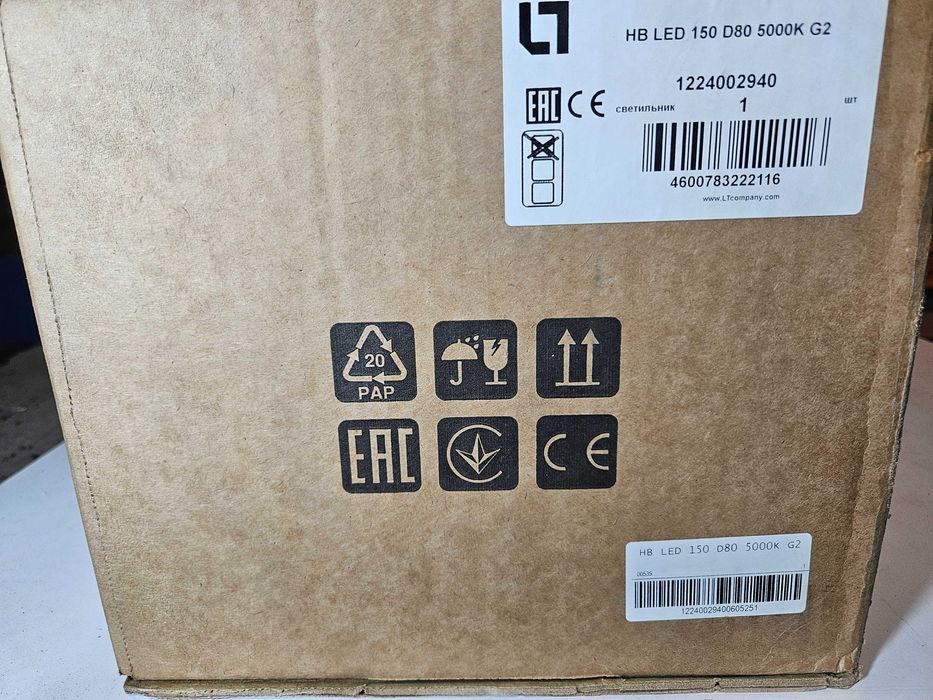 LT
HB LED 150 D80 5000K G2
1224002940
EAC CE светильник 1 шт
4600783222116
www.LTcompany.com
20
PAP
EAC CE
HB LED 150 D80 5000K G2
00535 1
12240029400605251